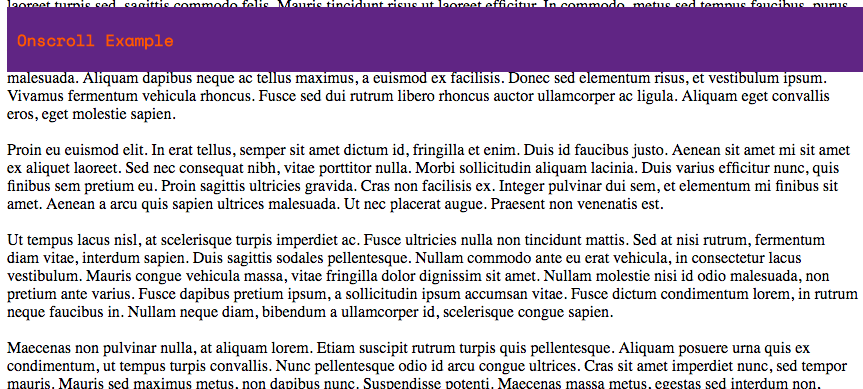 laoreet turpis sed, sagittis commodo felis. Mauris tincidunt risus ut laoreet efficitur. In commodo, metus sed tempus faucibus, purus
Onscroll Example
malesuada. Aliquam dapibus neque ac tellus maximus, a euismod ex facilisis. Donec sed elementum risus, et vestibulum ipsum.
Vivamus fermentum vehicula rhoncus. Fusce sed dui rutrum libero rhoncus auctor ullamcorper ac ligula. Aliquam eget convallis
eros, eget molestie sapien.
Proin eu euismod elit. In erat tellus, semper sit amet dictum id, fringilla et enim. Duis id faucibus justo. Aenean sit amet mi sit amet
ex aliquet laoreet. Sed nec consequat nibh, vitae porttitor nulla. Morbi sollicitudin aliquam lacinia. Duis varius efficitur nunc, quis
finibus sem pretium eu. Proin sagittis ultricies gravida. Cras non facilisis ex. Integer pulvinar dui sem, et elementum mi finibus sit
amet. Aenean a arcu quis sapien ultrices malesuada. Ut nec placerat augue. Praesent non venenatis est.
Ut tempus lacus nisl, at scelerisque turpis imperdiet ac. Fusce ultricies nulla non tincidunt mattis. Sed at nisi rutrum, fermentum
diam vitae, interdum sapien. Duis sagittis sodales pellentesque. Nullam commodo ante eu erat vehicula, in consectetur lacus
vestibulum. Mauris congue vehicula massa, vitae fringilla dolor dignissim sit amet. Nullam molestie nisi id odio malesuada, non
pretium ante varius. Fusce dapibus pretium ipsum, a sollicitudin ipsum accumsan vitae. Fusce dictum condimentum lorem, in rutrum
neque faucibus in. Nullam neque diam, bibendum a ullamcorper id, scelerisque congue sapien.
Maecenas non pulvinar nulla, at aliquam lorem. Etiam suscipit rutrum turpis quis pellentesque. Aliquam posuere urna quis ex
condimentum, ut tempus turpis convallis. Nunc pellentesque odio id arcu congue ultrices. Cras sit amet imperdiet nunc, sed tempor
mauris. Mauris sed maximus metus, non dapibus nunc. Suspendisse potenti. Maecenas massa metus, egestas sed interdum non,